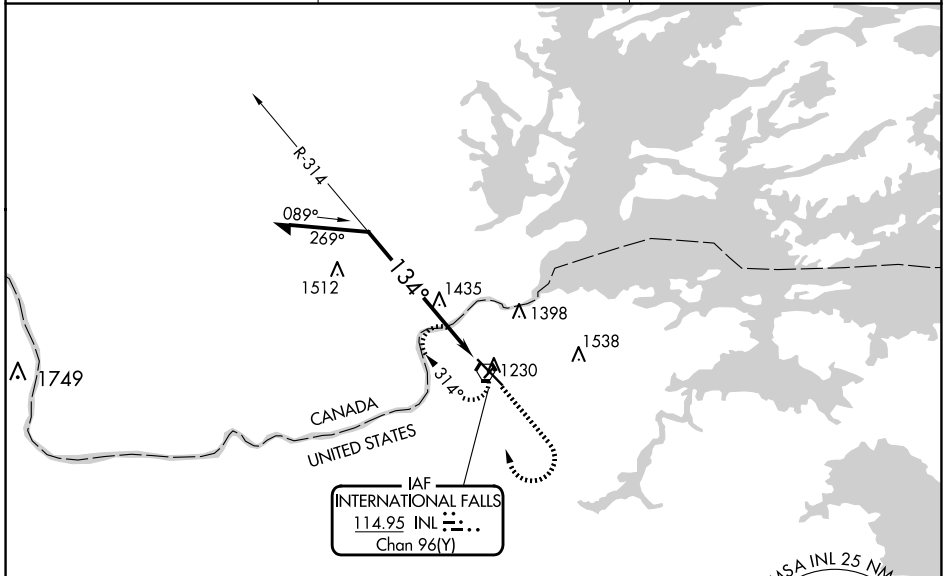 R-314
089°
269°
134°
1512
1435
1398
1538
1230
1749
314°
CANADA
UNITED STATES
IAF
INTERNATIONAL FALLS
114.95 INL
Chan 96(Y)
MSA INL 25 NM